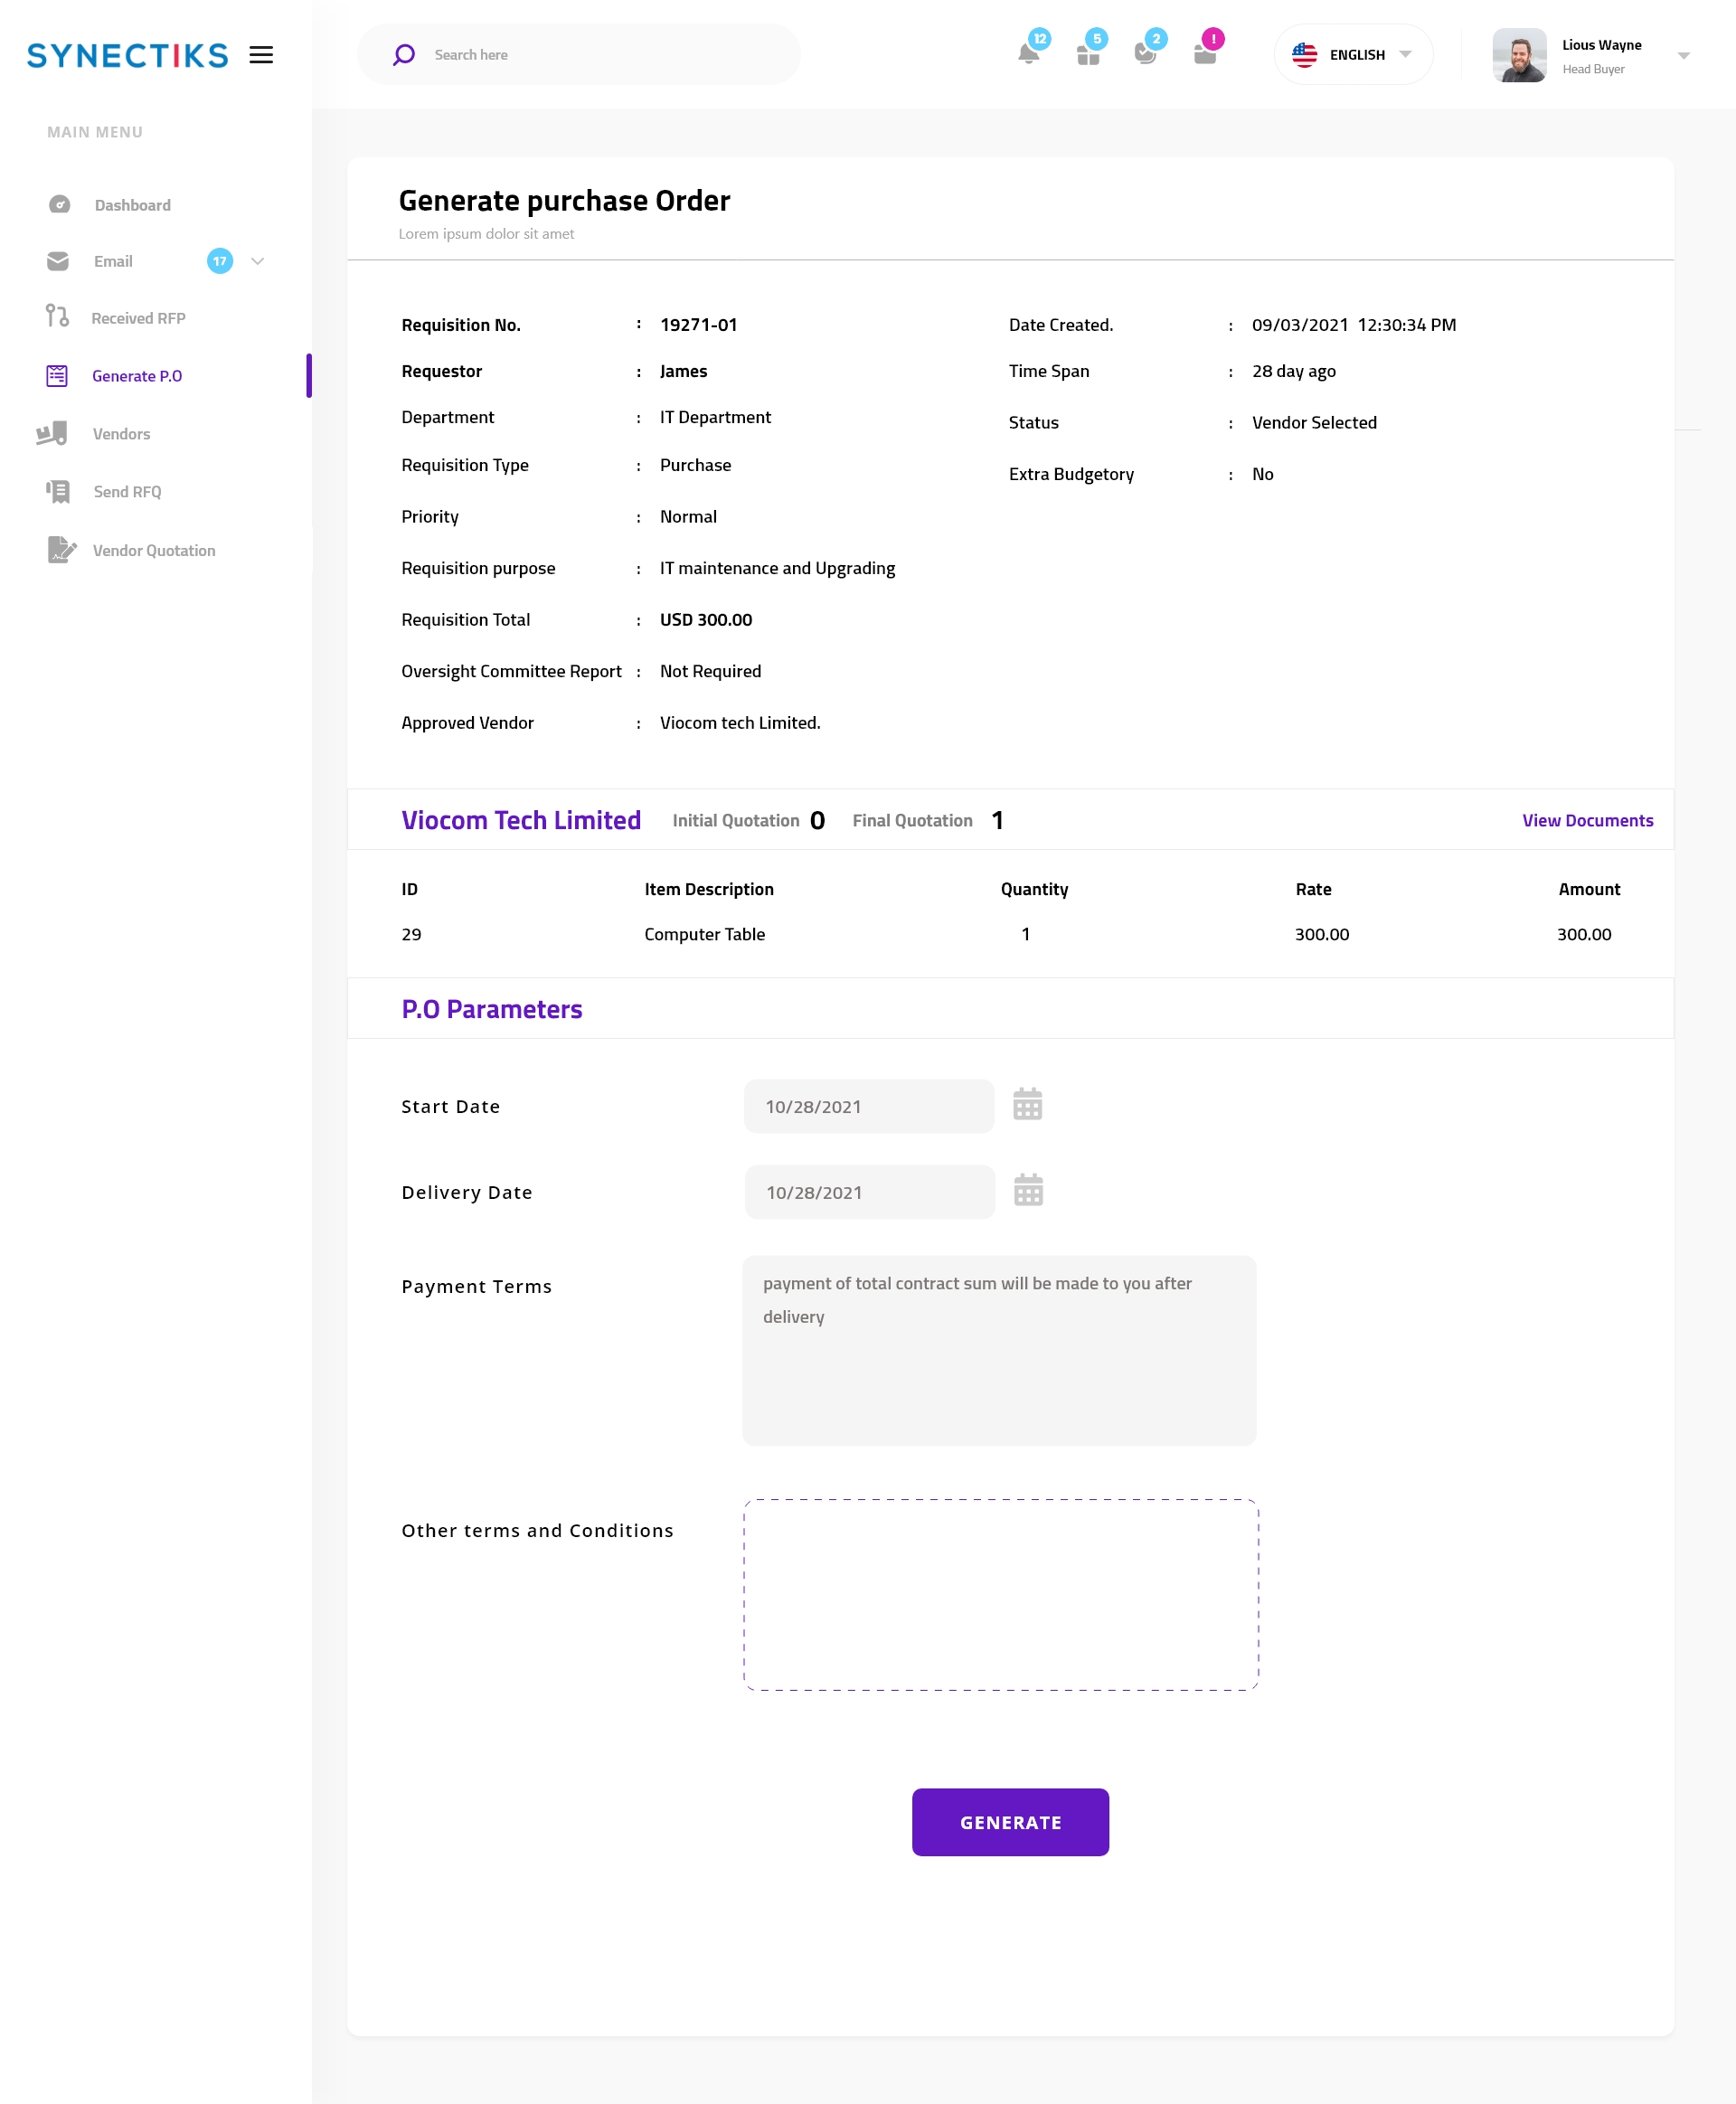 SYNECTIKS
Search here
12
5
2
!
ENGLISH
Lious Wayne
Head Buyer
MAIN MENU
Dashboard
Email 17
Received RFP
Generate P.O
Vendors
Send RFQ
Vendor Quotation
Generate purchase Order
Lorem ipsum dolor sit amet
Requisition No. : 19271-01
Requestor : James
Department : IT Department
Requisition Type : Purchase
Priority : Normal
Requisition purpose : IT maintenance and Upgrading
Requisition Total : USD 300.00
Oversight Committee Report : Not Required
Approved Vendor : Viocom tech Limited.
Date Created. : 09/03/2021 12:30:34 PM
Time Span : 28 day ago
Status : Vendor Selected
Extra Budgetory : No
Viocom Tech Limited Initial Quotation 0 Final Quotation 1 View Documents
ID Item Description Quantity Rate Amount
29 Computer Table 1 300.00 300.00
P.O Parameters
Start Date 10/28/2021
Delivery Date 10/28/2021
Payment Terms
payment of total contract sum will be made to you after
delivery
Other terms and Conditions
GENERATE